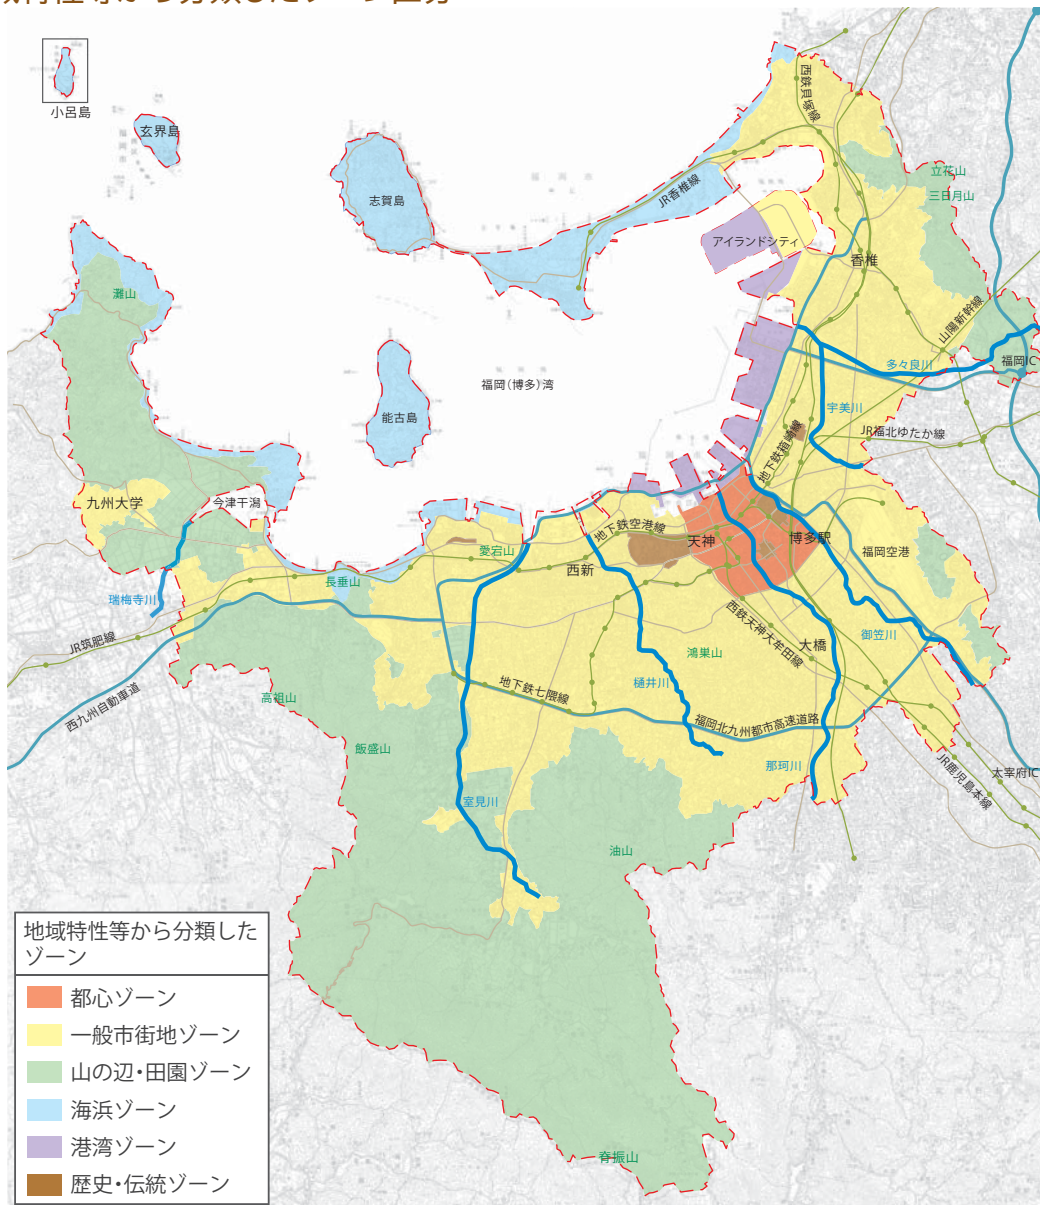 小呂島
玄界島
志賀島
西鉄貝塚線
JR香椎線
立花山
三日月山
アイランドシティ
香椎
灘山
山陽新幹線
福岡IC
多々良川
福岡(博多)湾
能古島
宇美川
JR福北ゆたか線
地下鉄箱崎線
九州大学
今津干潟
地下鉄空港線
天神
博多駅
福岡空港
愛宕山
西新
長垂山
瑞梅寺川
JR筑肥線
西鉄天神大牟田線
御笠川
大橋
鴻巣山
樋井川
西九州自動車道
高祖山
地下鉄七隈線
福岡北九州都市高速道路
飯盛山
那珂川
JR鹿児島本線
太宰府IC
室見川
油山
脊振山
地域特性等から分類した
ゾーン
都心ゾーン
一般市街地ゾーン
山の辺・田園ゾーン
海浜ゾーン
港湾ゾーン
歴史・伝統ゾーン